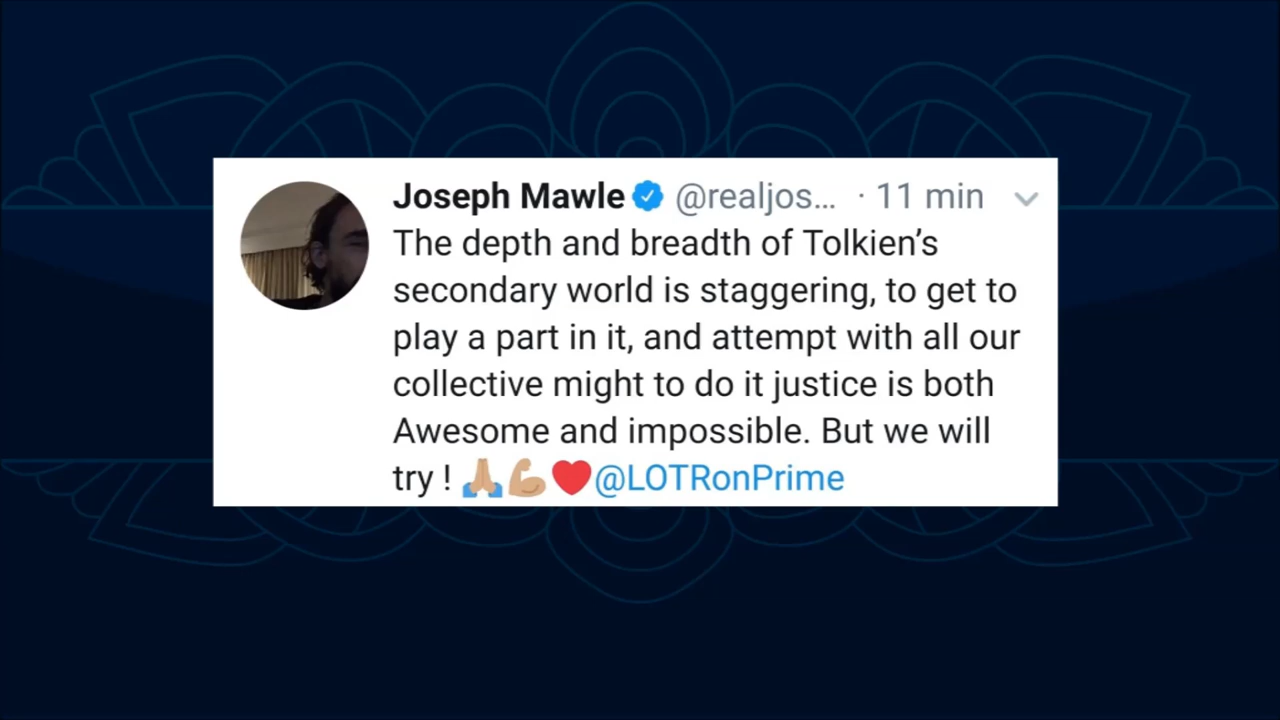 Joseph Mawle @realjos... · 11 min
The depth and breadth of Tolkien’s
secondary world is staggering, to get to
play a part in it, and attempt with all our
collective might to do it justice is both
Awesome and impossible. But we will
try ! 🙏🏽💪🏽❤️@LOTRonPrime